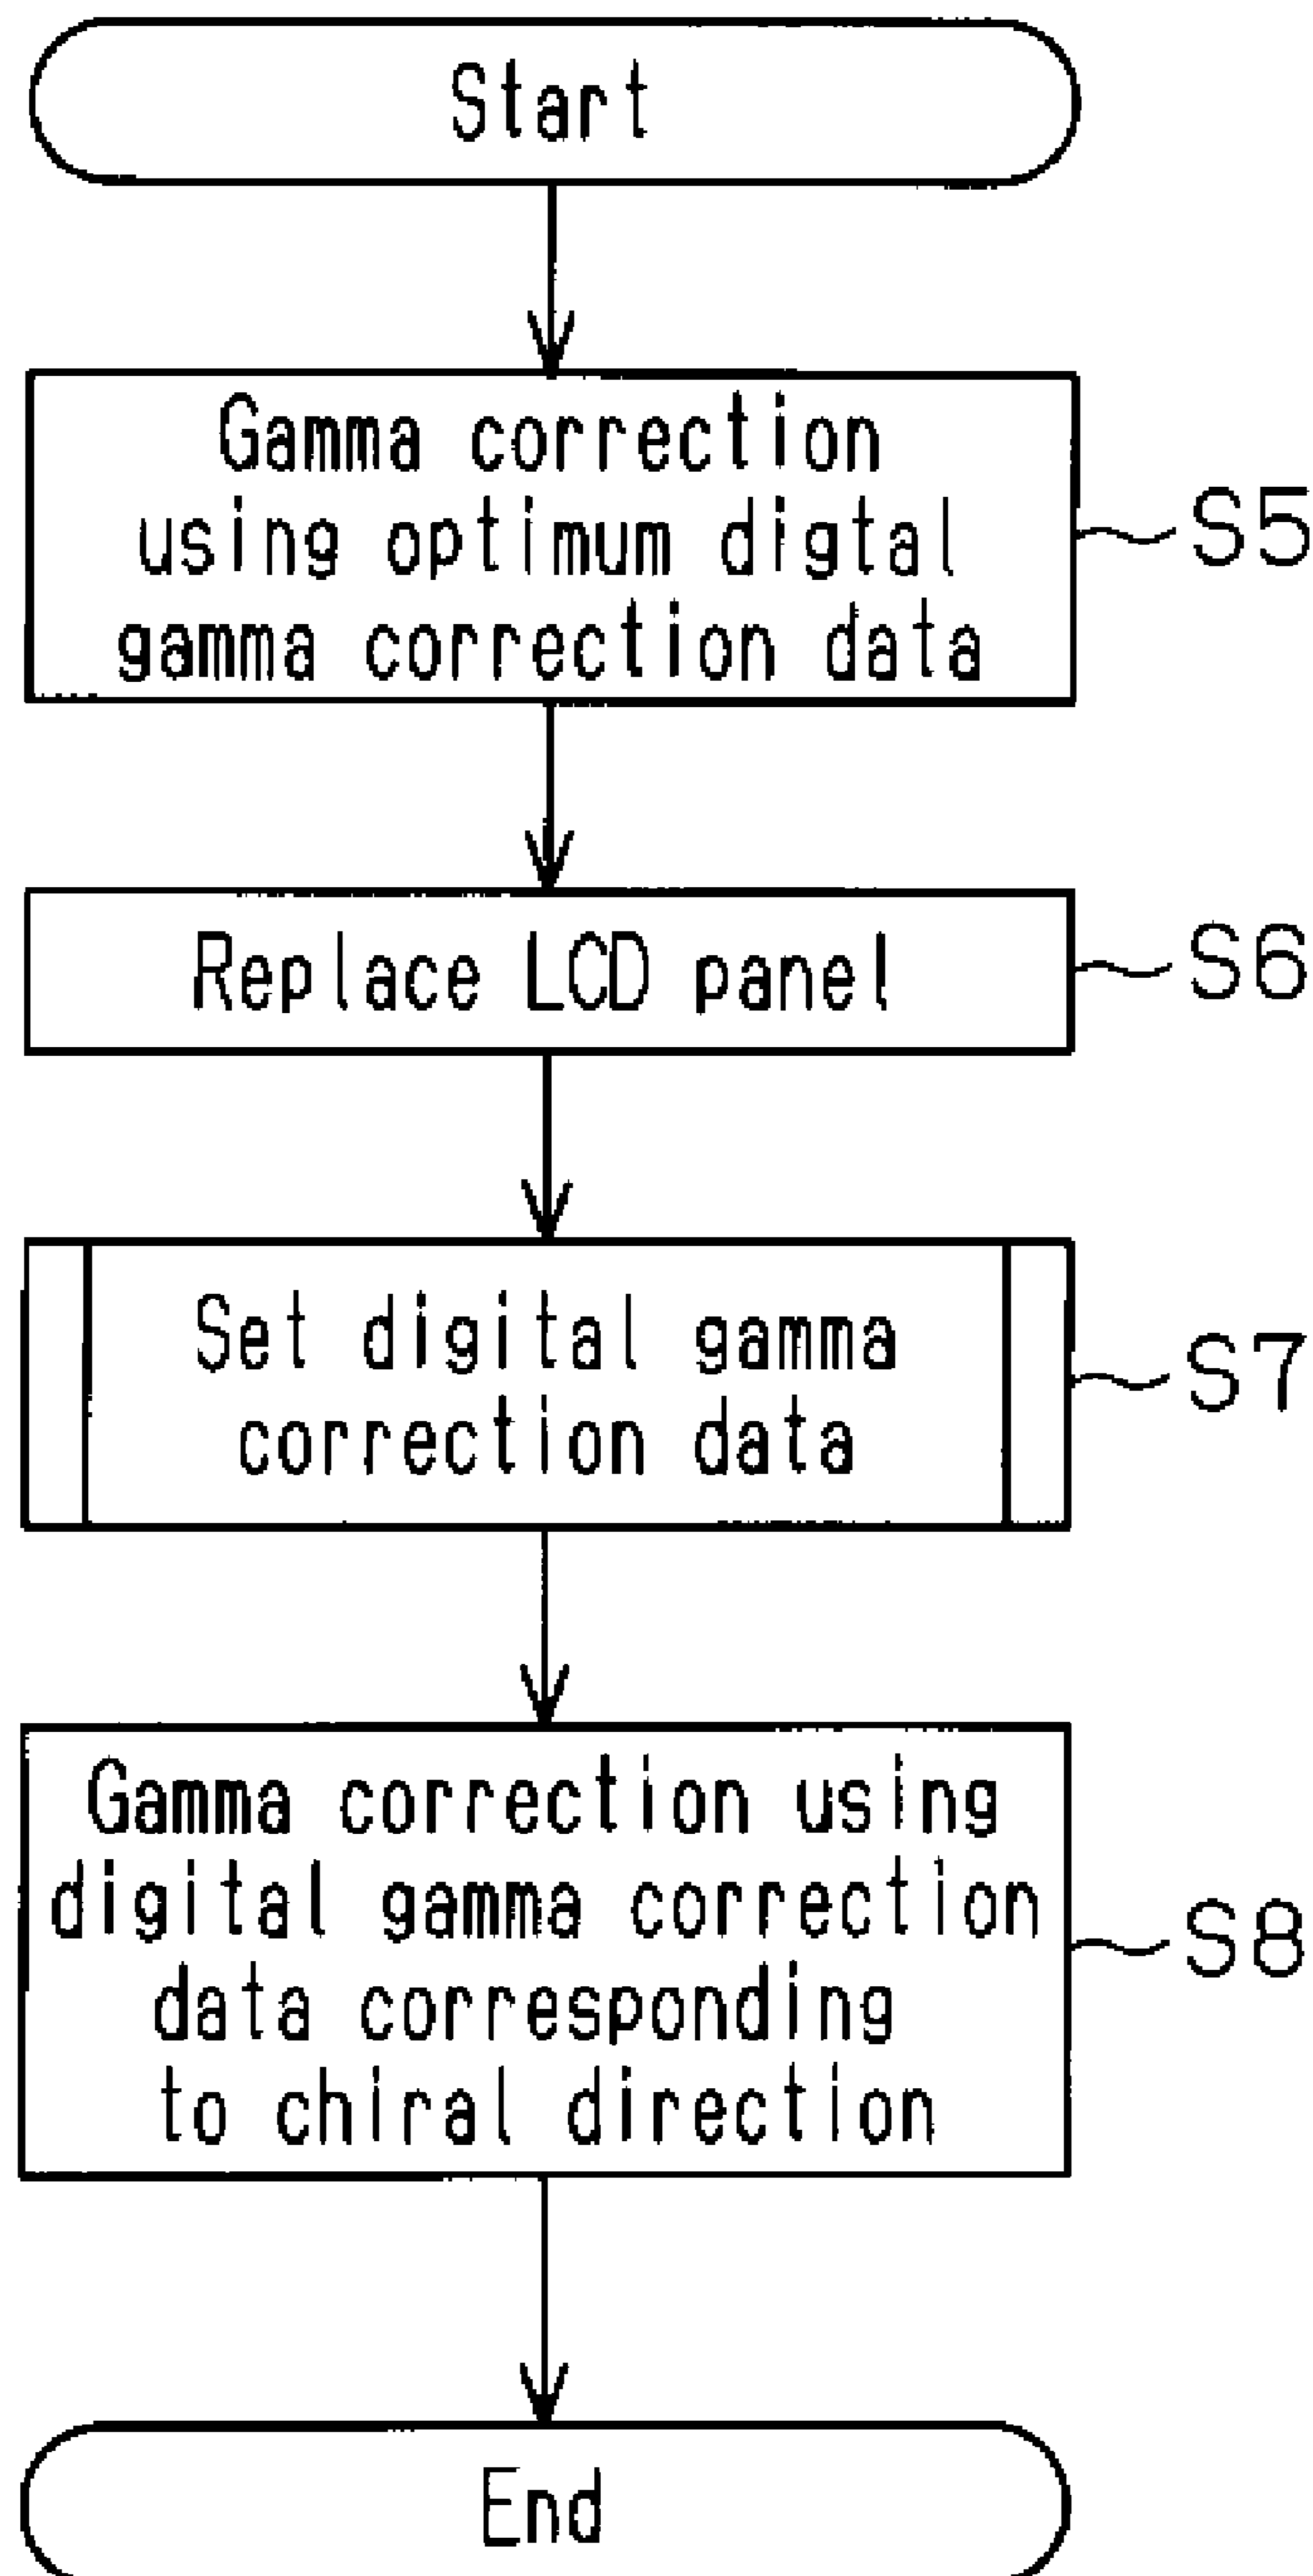 Start
Gamma correction
using optimum digtal
gamma correction data
S5
Replace LCD panel
S6
Set digital gamma
correction data
S7
Gamma correction using
digital gamma correction
data corresponding
to chiral direction
S8
End